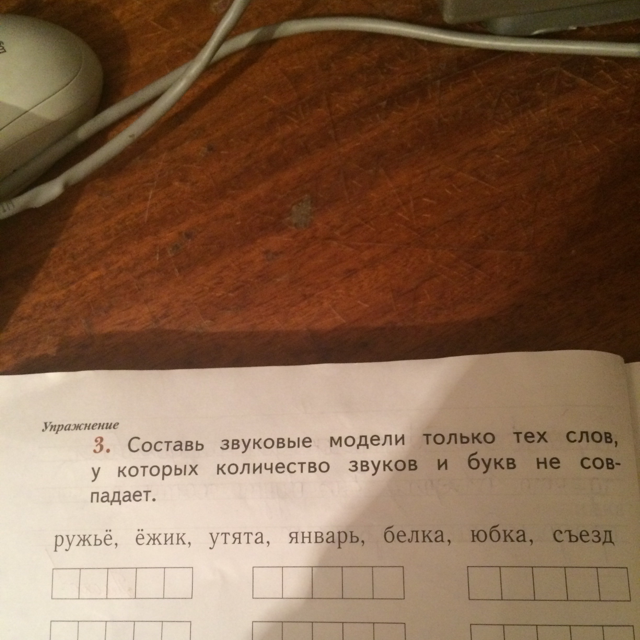 Упражнение
3. Составь звуковые модели только тех слов,
у которых количество звуков и букв не сов-
падает.
ружьё, ёжик, утята, январь, белка, юбка, съезд